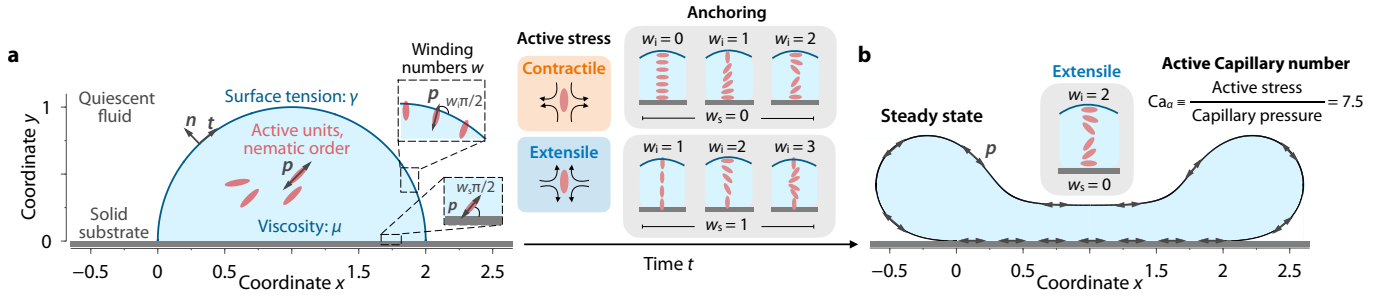 a
Quiescent
fluid
Solid
substrate
n
t
Surface tension: γ
Active units,
nematic order
p
Viscosity: μ
Winding
numbers w
p
wᵢπ/2
wₛπ/2
p
Coordinate y
1
0
−0.5 0 0.5 1 1.5 2 2.5
Coordinate x
Active stress
Contractile
Extensile
Anchoring
wᵢ = 0 wᵢ = 1 wᵢ = 2
wₛ = 0
wᵢ = 1 wᵢ =2 wᵢ = 3
wₛ = 1
Time t
b
Steady state
p
Extensile
wᵢ = 2
wₛ = 0
Active Capillary number
Caₐ ≡ Active stress / Capillary pressure = 7.5
−0.5 0 0.5 1 1.5 2 2.5
Coordinate x